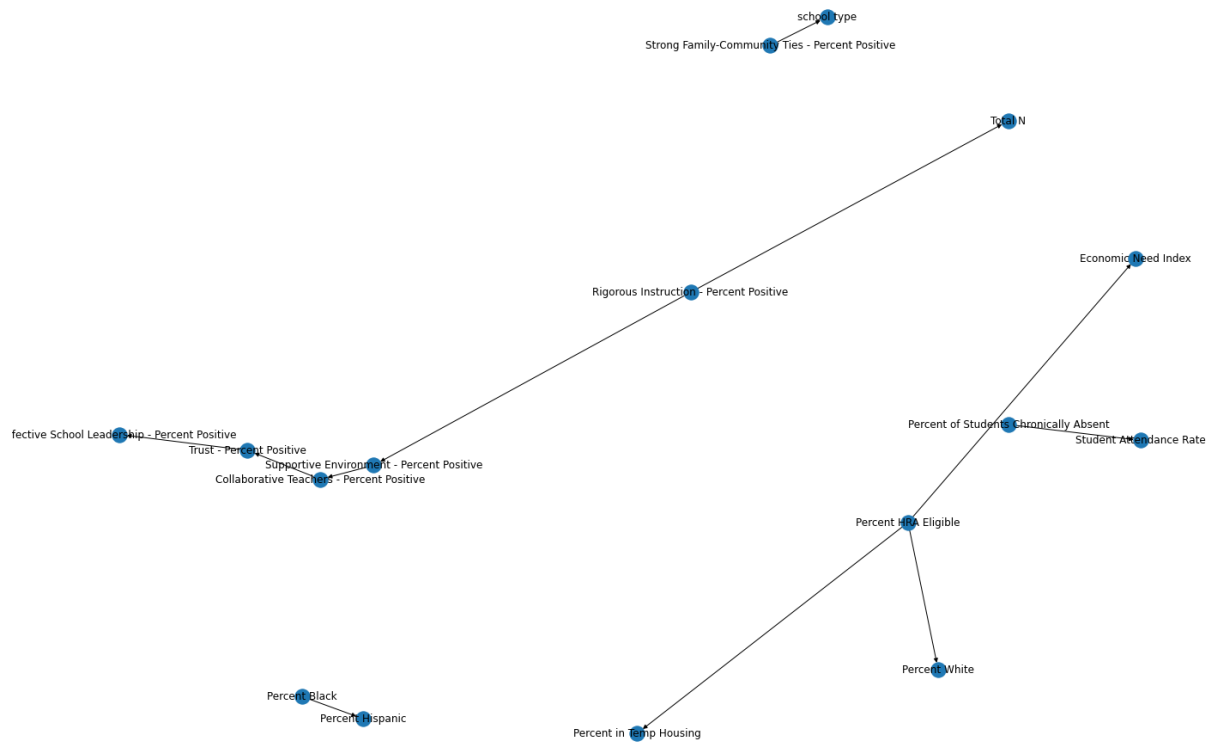 school type
Strong Family-Community Ties - Percent Positive
Total N
Economic Need Index
Rigorous Instruction - Percent Positive
Percent of Students Chronically Absent
fective School Leadership - Percent Positive
Student Attendance Rate
Trust - Percent Positive
Supportive Environment - Percent Positive
Collaborative Teachers - Percent Positive
Percent HRA Eligible
Percent White
Percent Black
Percent Hispanic
Percent in Temp Housing